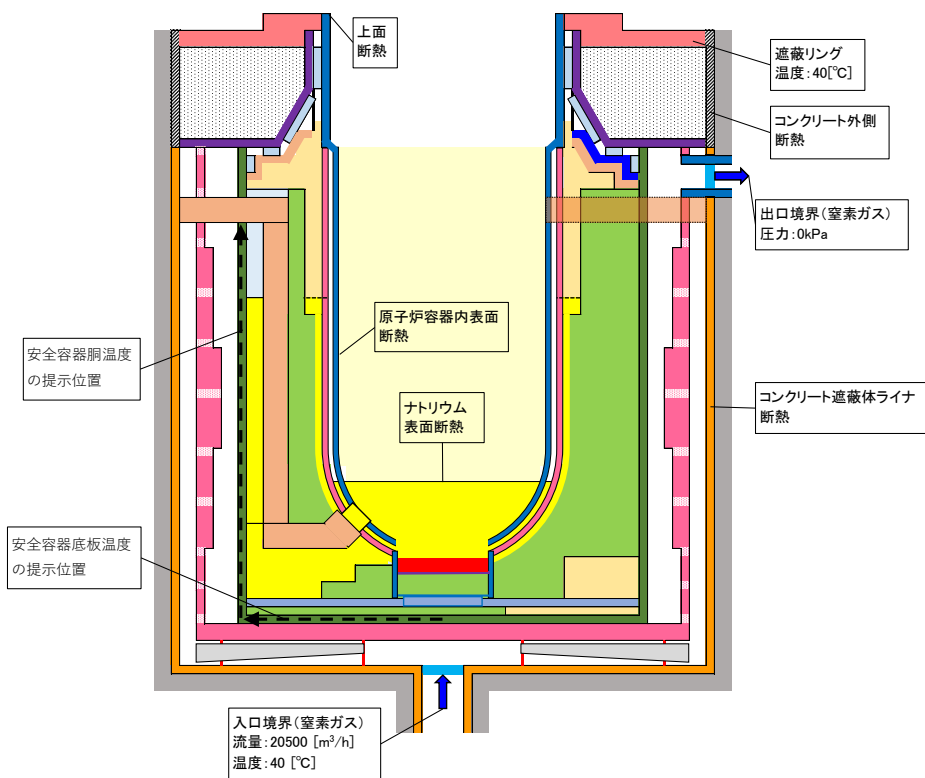 上面
断熱
遮蔽リング
温度:40[℃]
コンクリート外側
断熱
出口境界(窒素ガス)
圧力:0kPa
原子炉容器内表面
断熱
安全容器胴温度
の提示位置
ナトリウム
表面断熱
コンクリート遮蔽体ライナ
断熱
安全容器底板温度
の提示位置
入口境界(窒素ガス)
流量:20500 [m³/h]
温度:40 [℃]